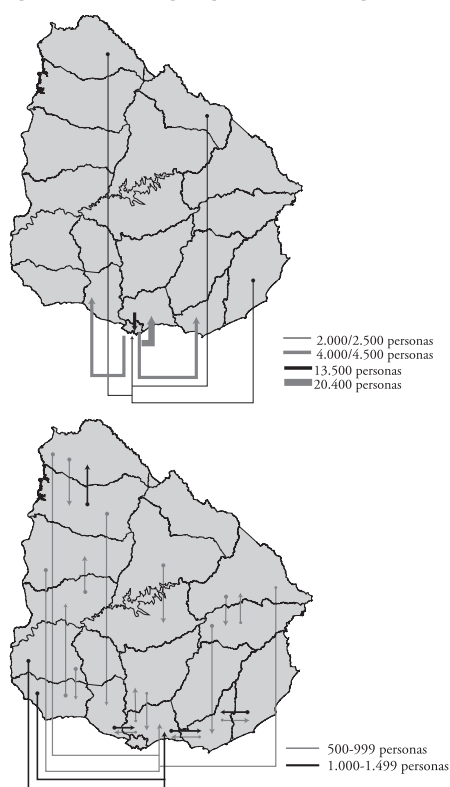 2.000/2.500 personas
4.000/4.500 personas
13.500 personas
20.400 personas
500-999 personas
1.000-1.499 personas